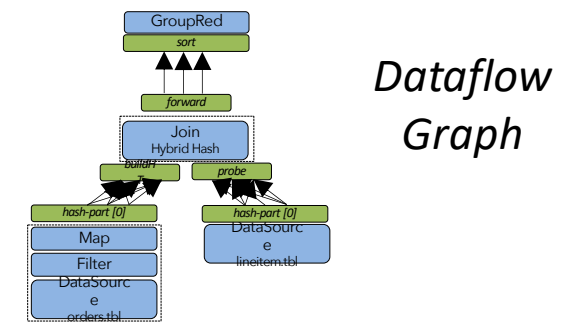 GroupRed
sort
forward
Join
Hybrid Hash
buildH
T
probe
hash-part [0]
hash-part [0]
Map
Filter
DataSourc
e
orders.tbl
DataSourc
e
lineitem.tbl
Dataflow
Graph